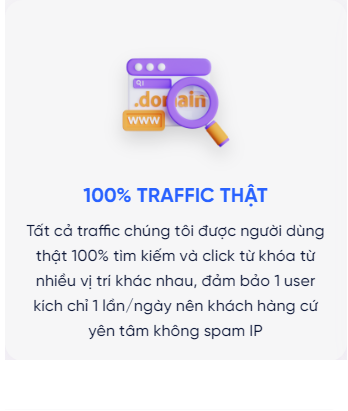 .domain
www
100% TRAFFIC THẬT
Tất cả traffic chúng tôi được người dùng
thật 100% tìm kiếm và click từ khóa từ
nhiều vị trí khác nhau, đảm bảo 1 user
kích chỉ 1 lần/ngày nên khách hàng cứ
yên tâm không spam IP